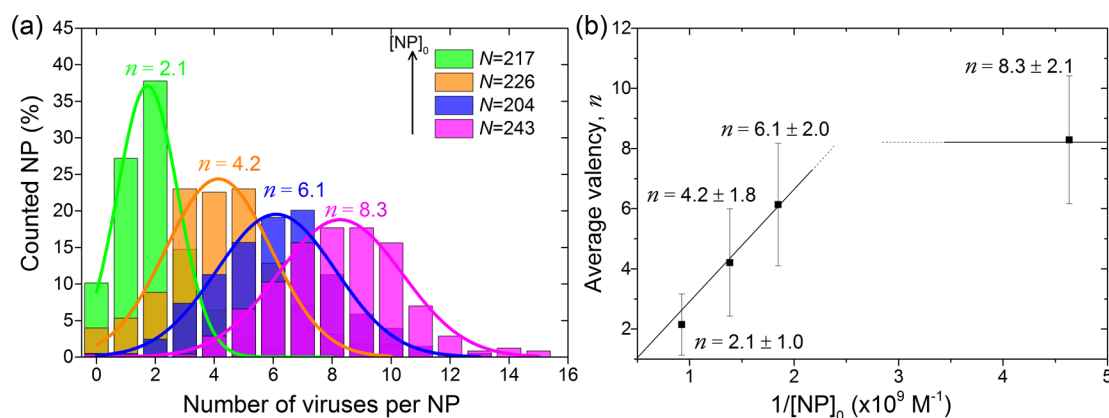 (a)
45
40
35
30
25
20
15
10
5
0
Counted NP (%)
n = 2.1
n = 4.2
n = 6.1
n = 8.3
[NP]0
N=217
N=226
N=204
N=243
0 2 4 6 8 10 12 14 16
Number of viruses per NP
(b)
12
10
8
6
4
2
Average valency, n
n = 8.3 ± 2.1
n = 6.1 ± 2.0
n = 4.2 ± 1.8
n = 2.1 ± 1.0
1 2 3 4 5
1/[NP]0 (x10⁹ M⁻¹)